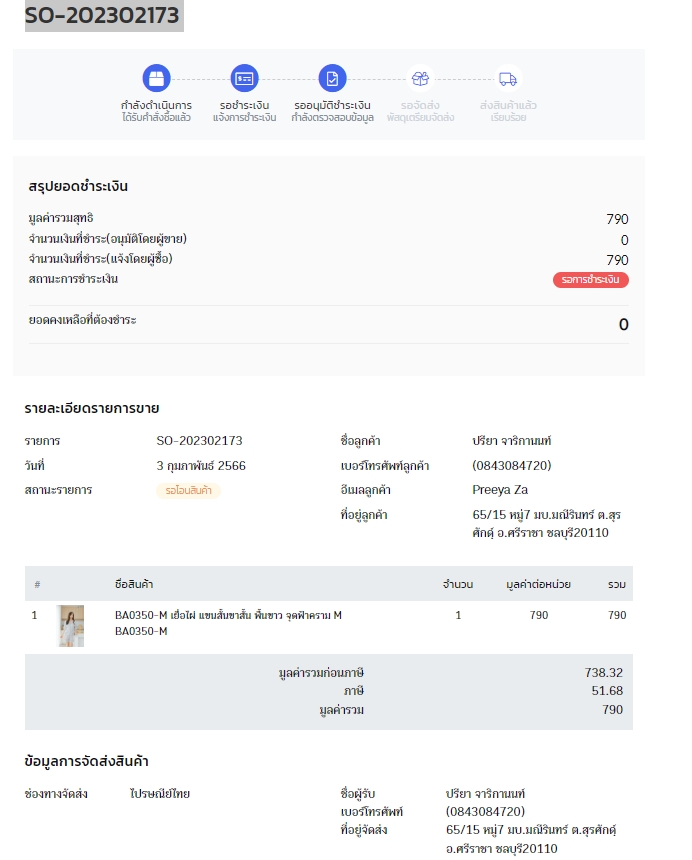 SO-202302173
กำลังดำเนินการ รอชำระเงิน รออนุมัติชำระเงิน รอจัดส่ง ส่งสินค้าแล้ว
ได้รับคำสั่งซื้อแล้ว แจ้งการชำระเงิน กำลังตรวจสอบข้อมูล พัสดุเตรียมจัดส่ง เรียบร้อย
สรุปยอดชำระเงิน
มูลค่ารวมสุทธิ 790
จำนวนเงินที่ชำระ(อนุมัติโดยผู้ขาย) 0
จำนวนเงินที่ชำระ(แจ้งโดยผู้ซื้อ) 790
สถานะการชำระเงิน รอการชำระเงิน
ยอดคงเหลือที่ต้องชำระ 0
รายละเอียดรายการขาย
รายการ SO-202302173 ชื่อลูกค้า ปรียา จาริกานนท์
วันที่ 3 กุมภาพันธ์ 2566 เบอร์โทรศัพท์ลูกค้า (0843084720)
สถานะรายการ รอโอนสินค้า อีเมลลูกค้า Preeya Za
ที่อยู่ลูกค้า 65/15 หมู่7 มบ.มณีรินทร์ ต.สุร
ศักดิ์ อ.ศรีราชา ชลบุรี20110
# ชื่อสินค้า จำนวน มูลค่าต่อหน่วย รวม
1 BA0350-M เยื่อไผ่ แขนสั้นขาสั้น พื้นขาว จุดฟ้าคราม M 1 790 790
BA0350-M
มูลค่ารวมก่อนภาษี 738.32
ภาษี 51.68
มูลค่ารวม 790
ข้อมูลการจัดส่งสินค้า
ช่องทางจัดส่ง ไปรษณีย์ไทย ชื่อผู้รับ ปรียา จาริกานนท์
เบอร์โทรศัพท์ (0843084720)
ที่อยู่จัดส่ง 65/15 หมู่7 มบ.มณีรินทร์ ต.สุรศักดิ์
อ.ศรีราชา ชลบุรี20110